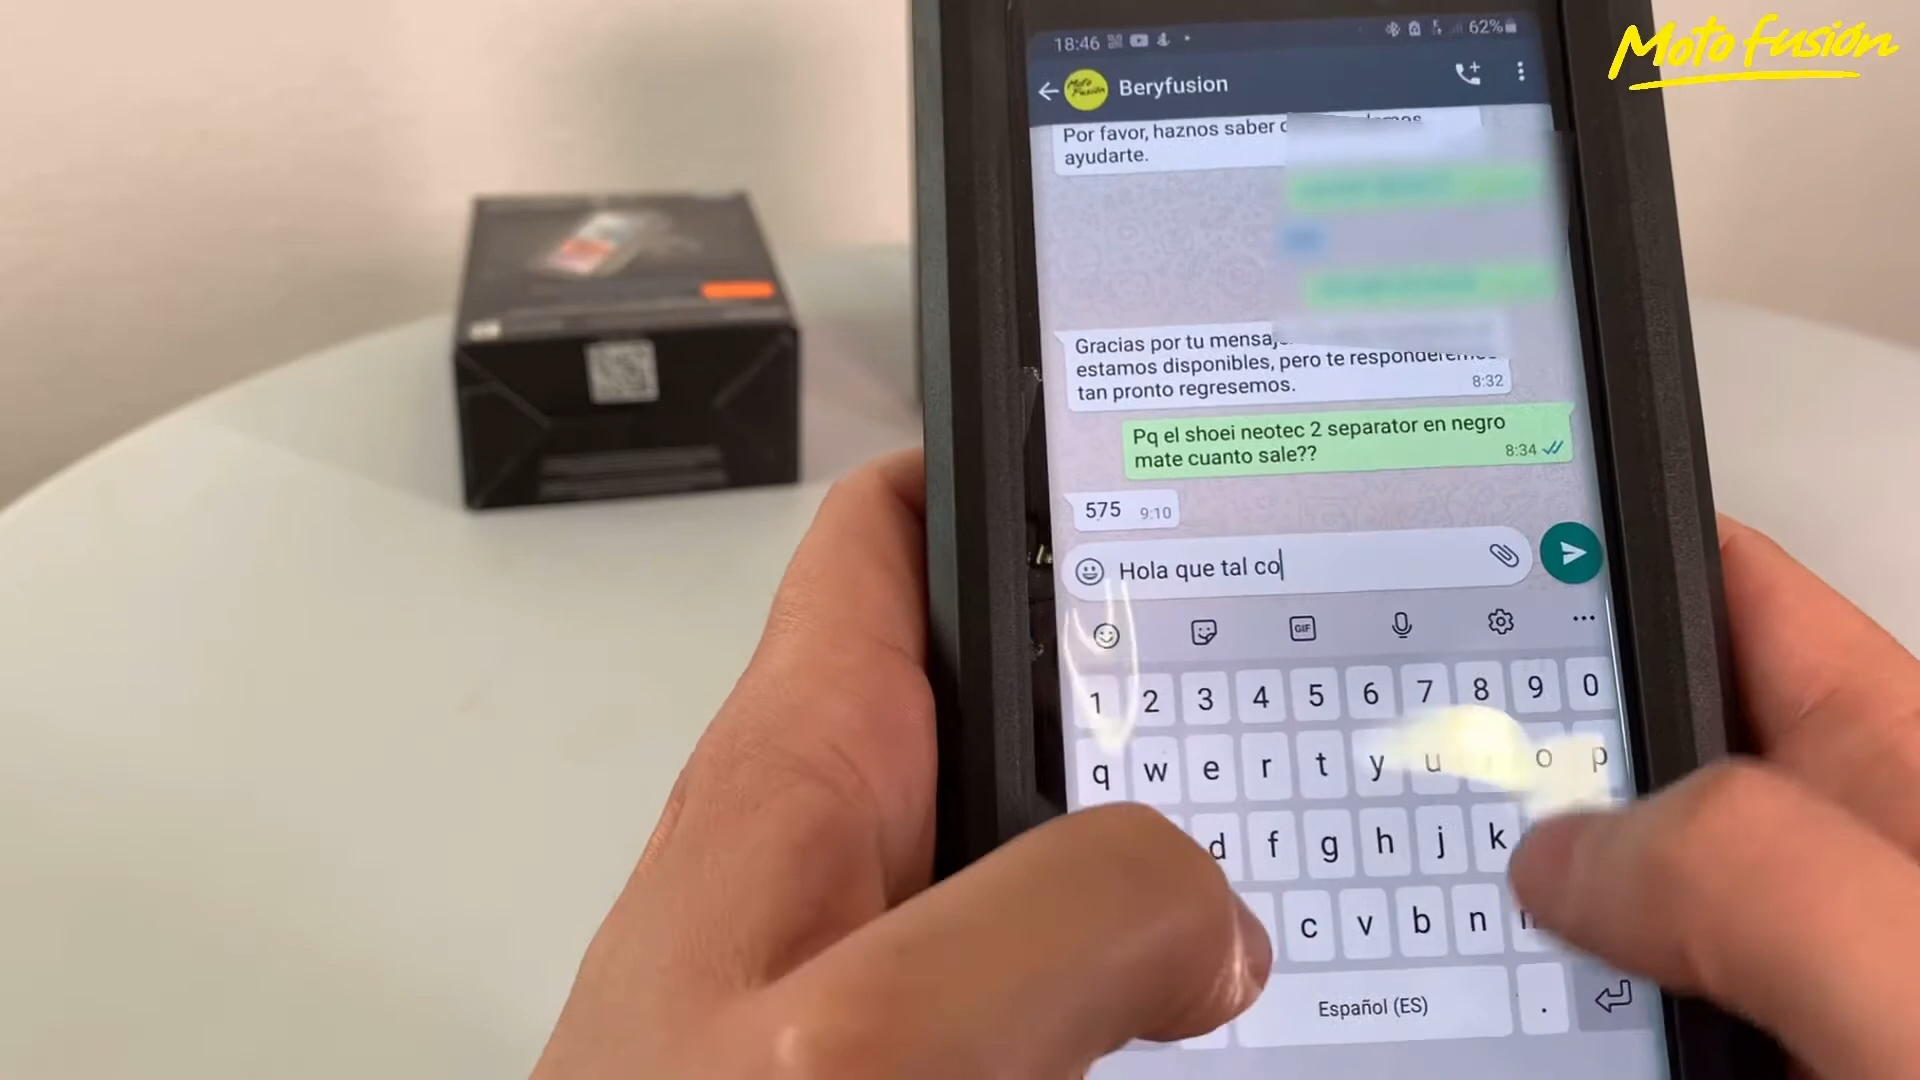 Moto Fusión
18:46
62%
Beryfusion
Por favor, haznos saber
ayudarte.
Gracias por tu mensaje.
estamos disponibles, pero te responderemos
tan pronto regresemos.
8:32
Pq el shoei neotec 2 separator en negro
mate cuanto sale??
8:34
575
9:10
Hola que tal co
GIF
1 2 3 4 5 6 7 8 9 0
q w e r t y u o p
d f g h j k
c v b n
Español (ES)
.